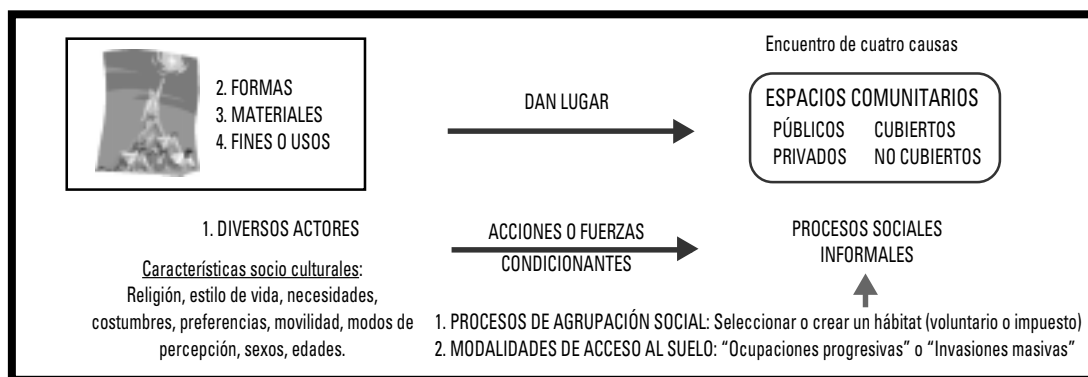 Encuentro de cuatro causas
2. FORMAS
3. MATERIALES
4. FINES O USOS
DAN LUGAR
ESPACIOS COMUNITARIOS
PÚBLICOS CUBIERTOS
PRIVADOS NO CUBIERTOS
1. DIVERSOS ACTORES
ACCIONES O FUERZAS
CONDICIONANTES
PROCESOS SOCIALES
INFORMALES
Características socio culturales:
Religión, estilo de vida, necesidades,
costumbres, preferencias, movilidad, modos de
percepción, sexos, edades.
1. PROCESOS DE AGRUPACIÓN SOCIAL: Seleccionar o crear un hábitat (voluntario o impuesto)
2. MODALIDADES DE ACCESO AL SUELO: “Ocupaciones progresivas” o “Invasiones masivas”